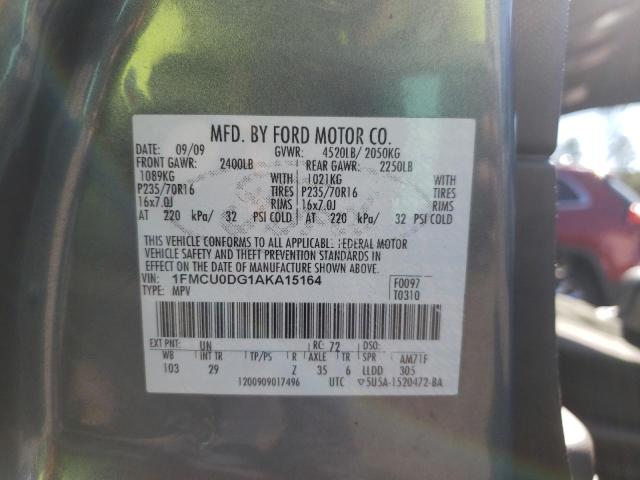 MFD. BY FORD MOTOR CO.
DATE: 09/09 GVWR: 4520LB/ 2050KG
FRONT GAWR: 2400LB REAR GAWR: 2250LB
1089KG WITH 1021KG WITH
P235/70R16 TIRES P235/70R16 TIRES
16x7.0J RIMS 16x7.0J RIMS
AT 220 kPa/ 32 PSI COLD AT 220 kPa/ 32 PSI COLD
THIS VEHICLE CONFORMS TO ALL APPLICABLE FEDERAL MOTOR
VEHICLE SAFETY AND BUMPER STANDARDS IN EFFECT ON THE DATE
OF MANUFACTURE SHOWN ABOVE.
VIN: 1FMCU0DG1AKA15164 F0097
TYPE: MPV T0310
EXT PNT: UN RC: 72 DSO:
WB INT TR TP/PS R AXLE TR SPR AM71F
103 29 Z 35 6 LLDD 305
1200909017496 UTC ▽5U5A-1520472-BA